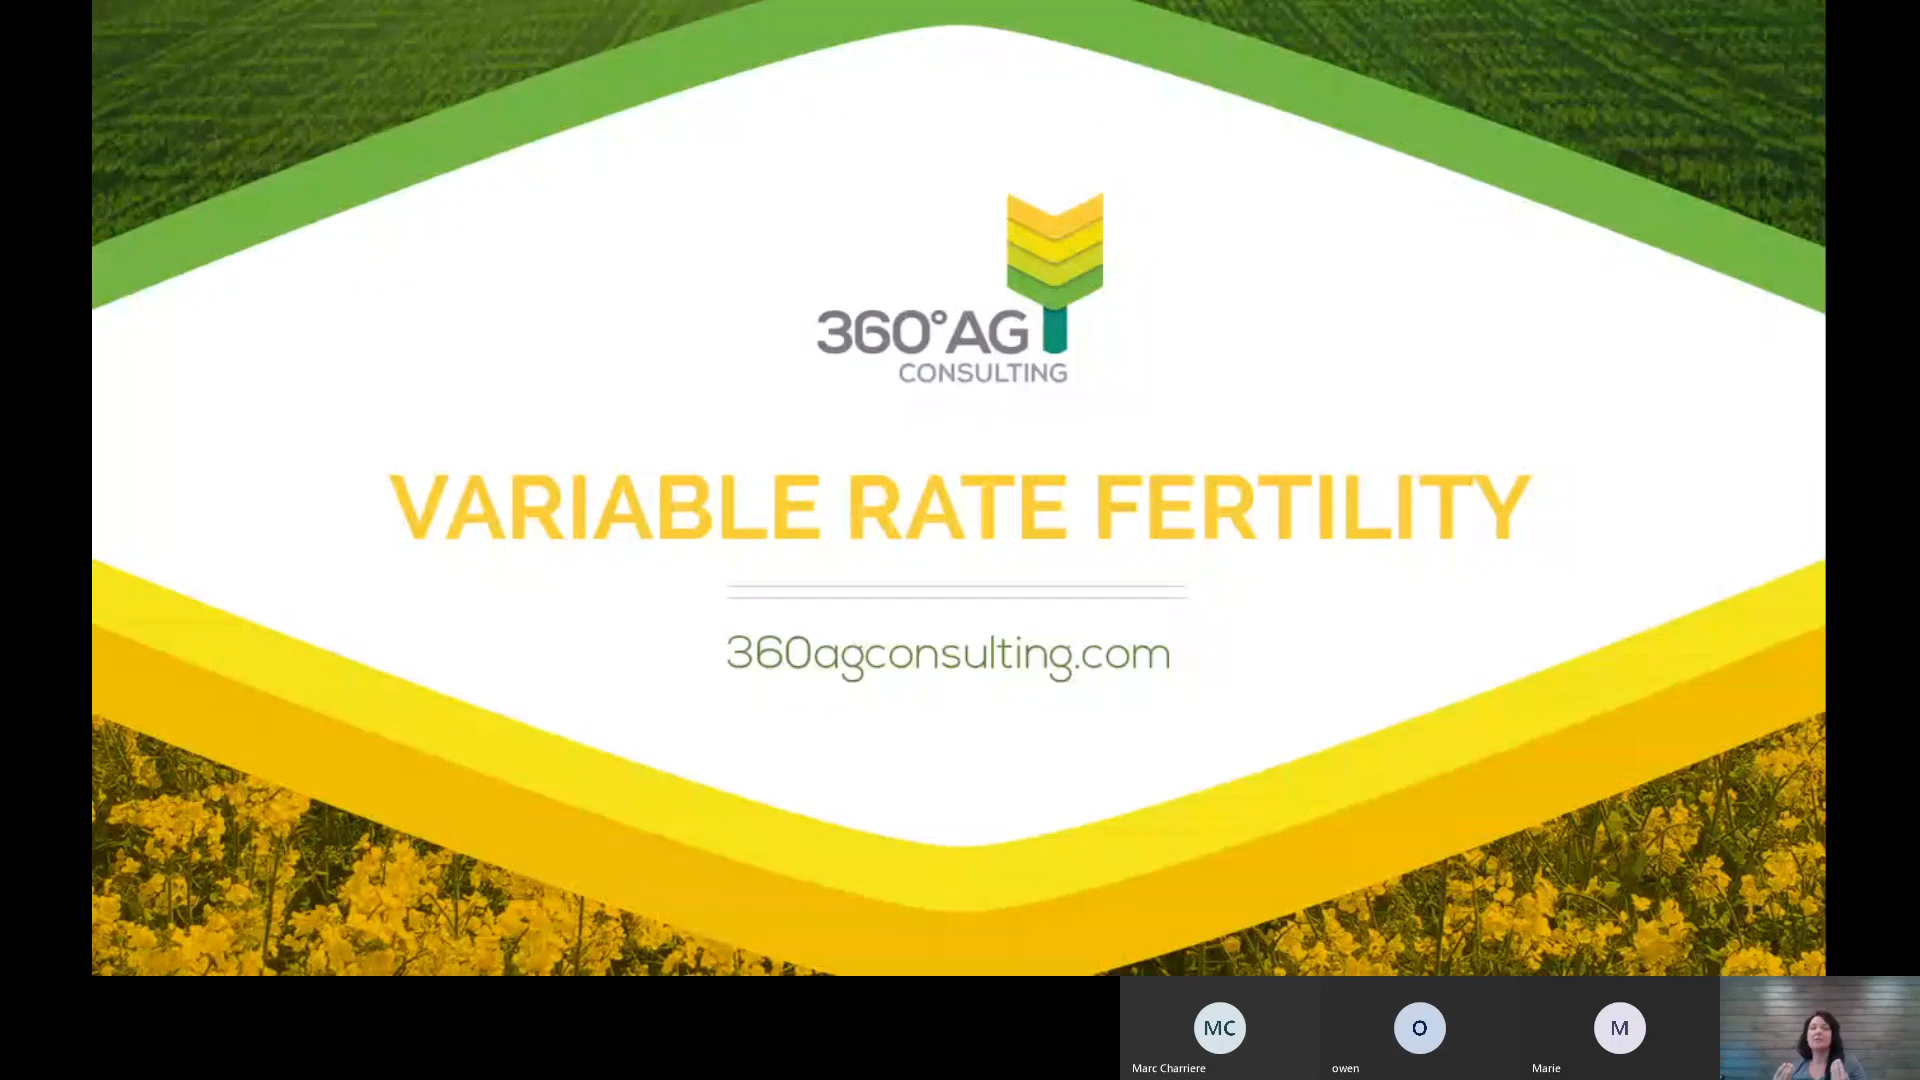 360°AG
CONSULTING
VARIABLE RATE FERTILITY
360agconsulting.com
MC
O
M
Marc Charriere
owen
Marie